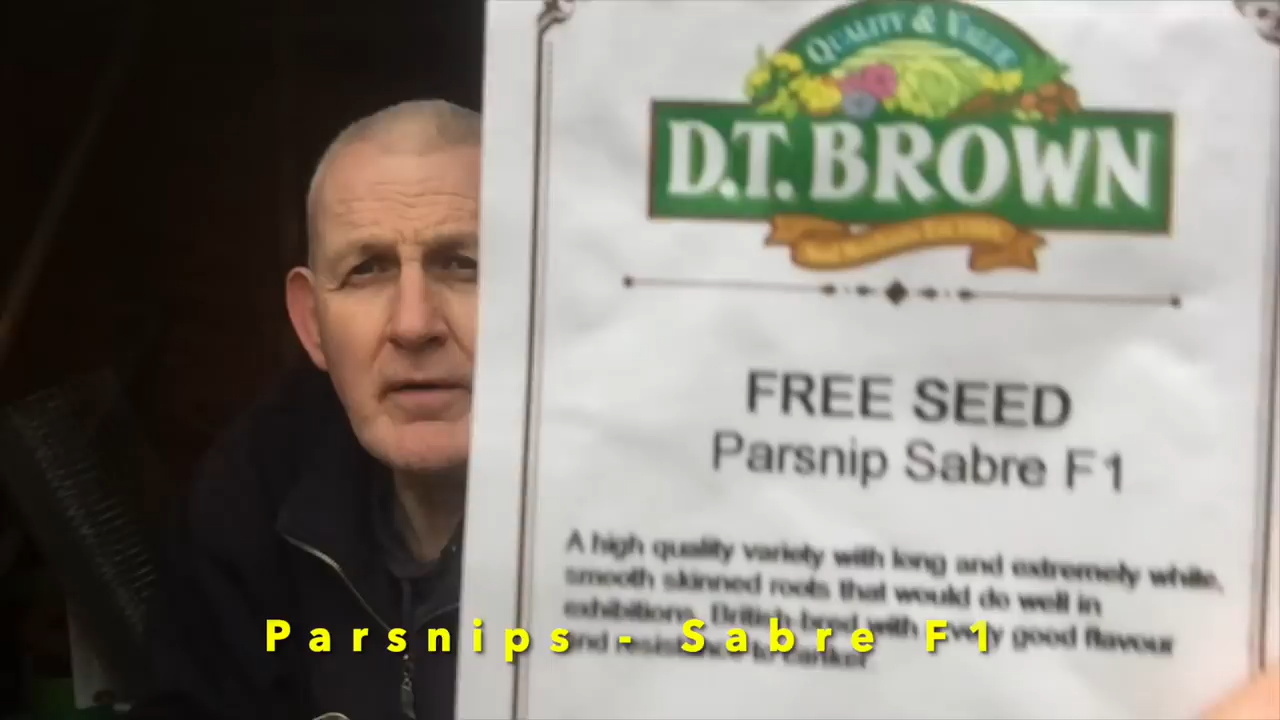 QUALITY & VALUE
D.T. BROWN
FREE SEED
Parsnip Sabre F1
A high quality variety with long and extremely white,
smooth skinned roots that would do well in
exhibitions. British bred with very good flavour
and resistance to canker.
Parsnips - Sabre F1